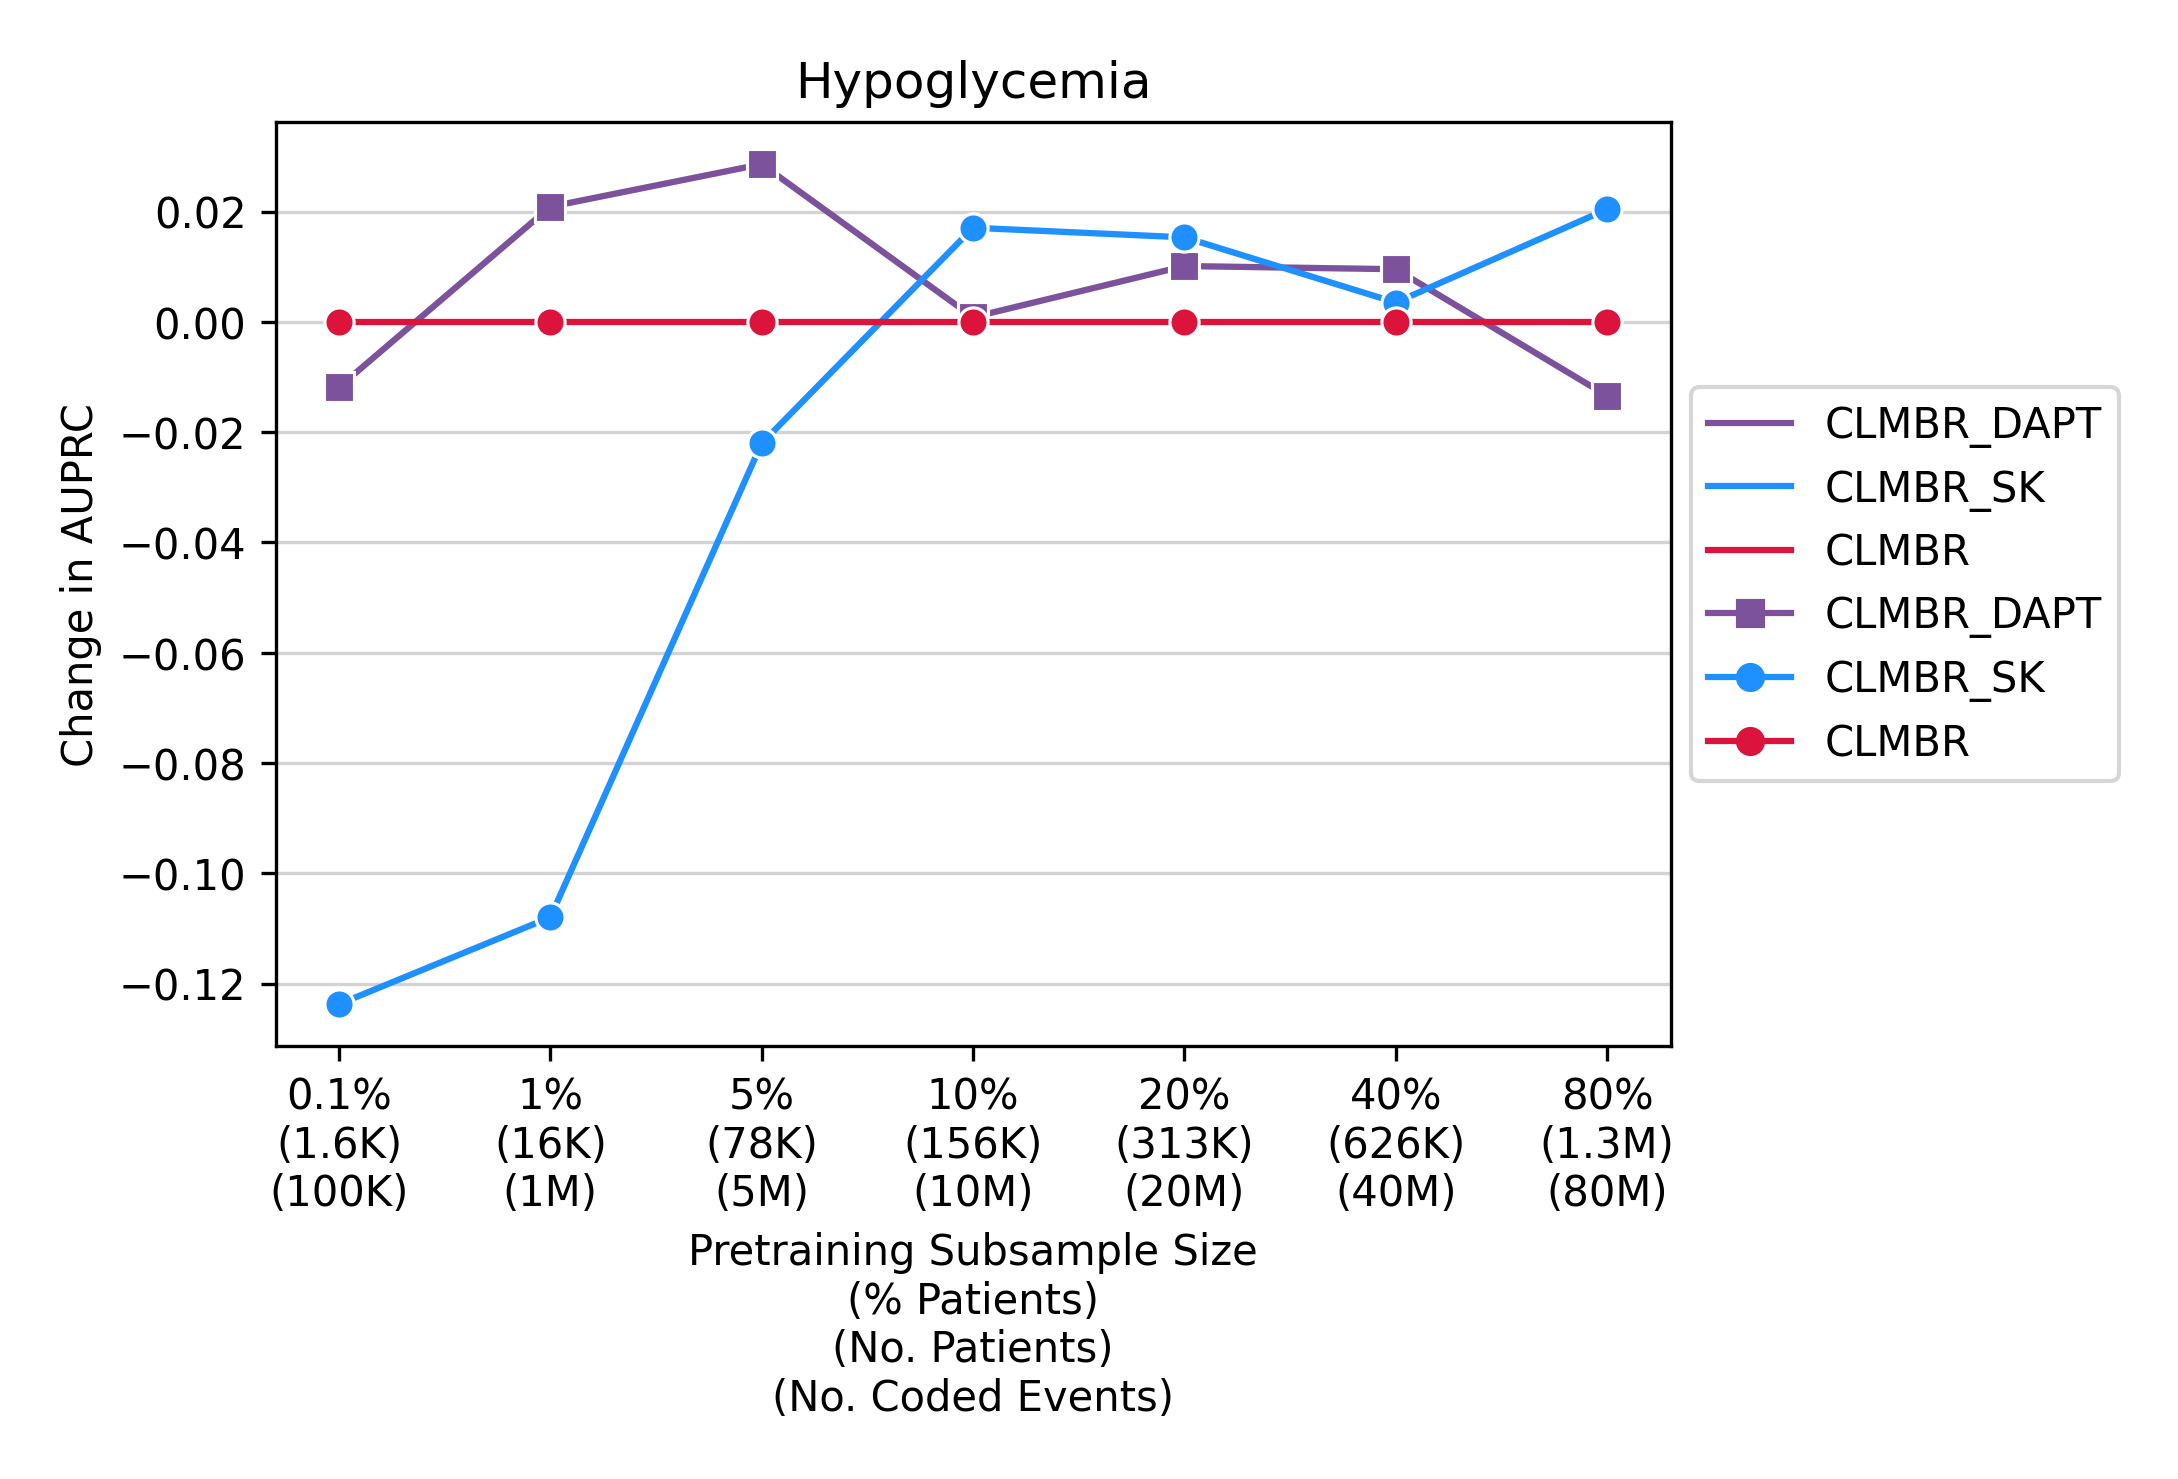 Hypoglycemia
Change in AUPRC
0.02
0.00
−0.02
−0.04
−0.06
−0.08
−0.10
−0.12
0.1% 1% 5% 10% 20% 40% 80%
(1.6K) (16K) (78K) (156K) (313K) (626K) (1.3M)
(100K) (1M) (5M) (10M) (20M) (40M) (80M)
Pretraining Subsample Size
(% Patients)
(No. Patients)
(No. Coded Events)
CLMBR_DAPT
CLMBR_SK
CLMBR
CLMBR_DAPT
CLMBR_SK
CLMBR